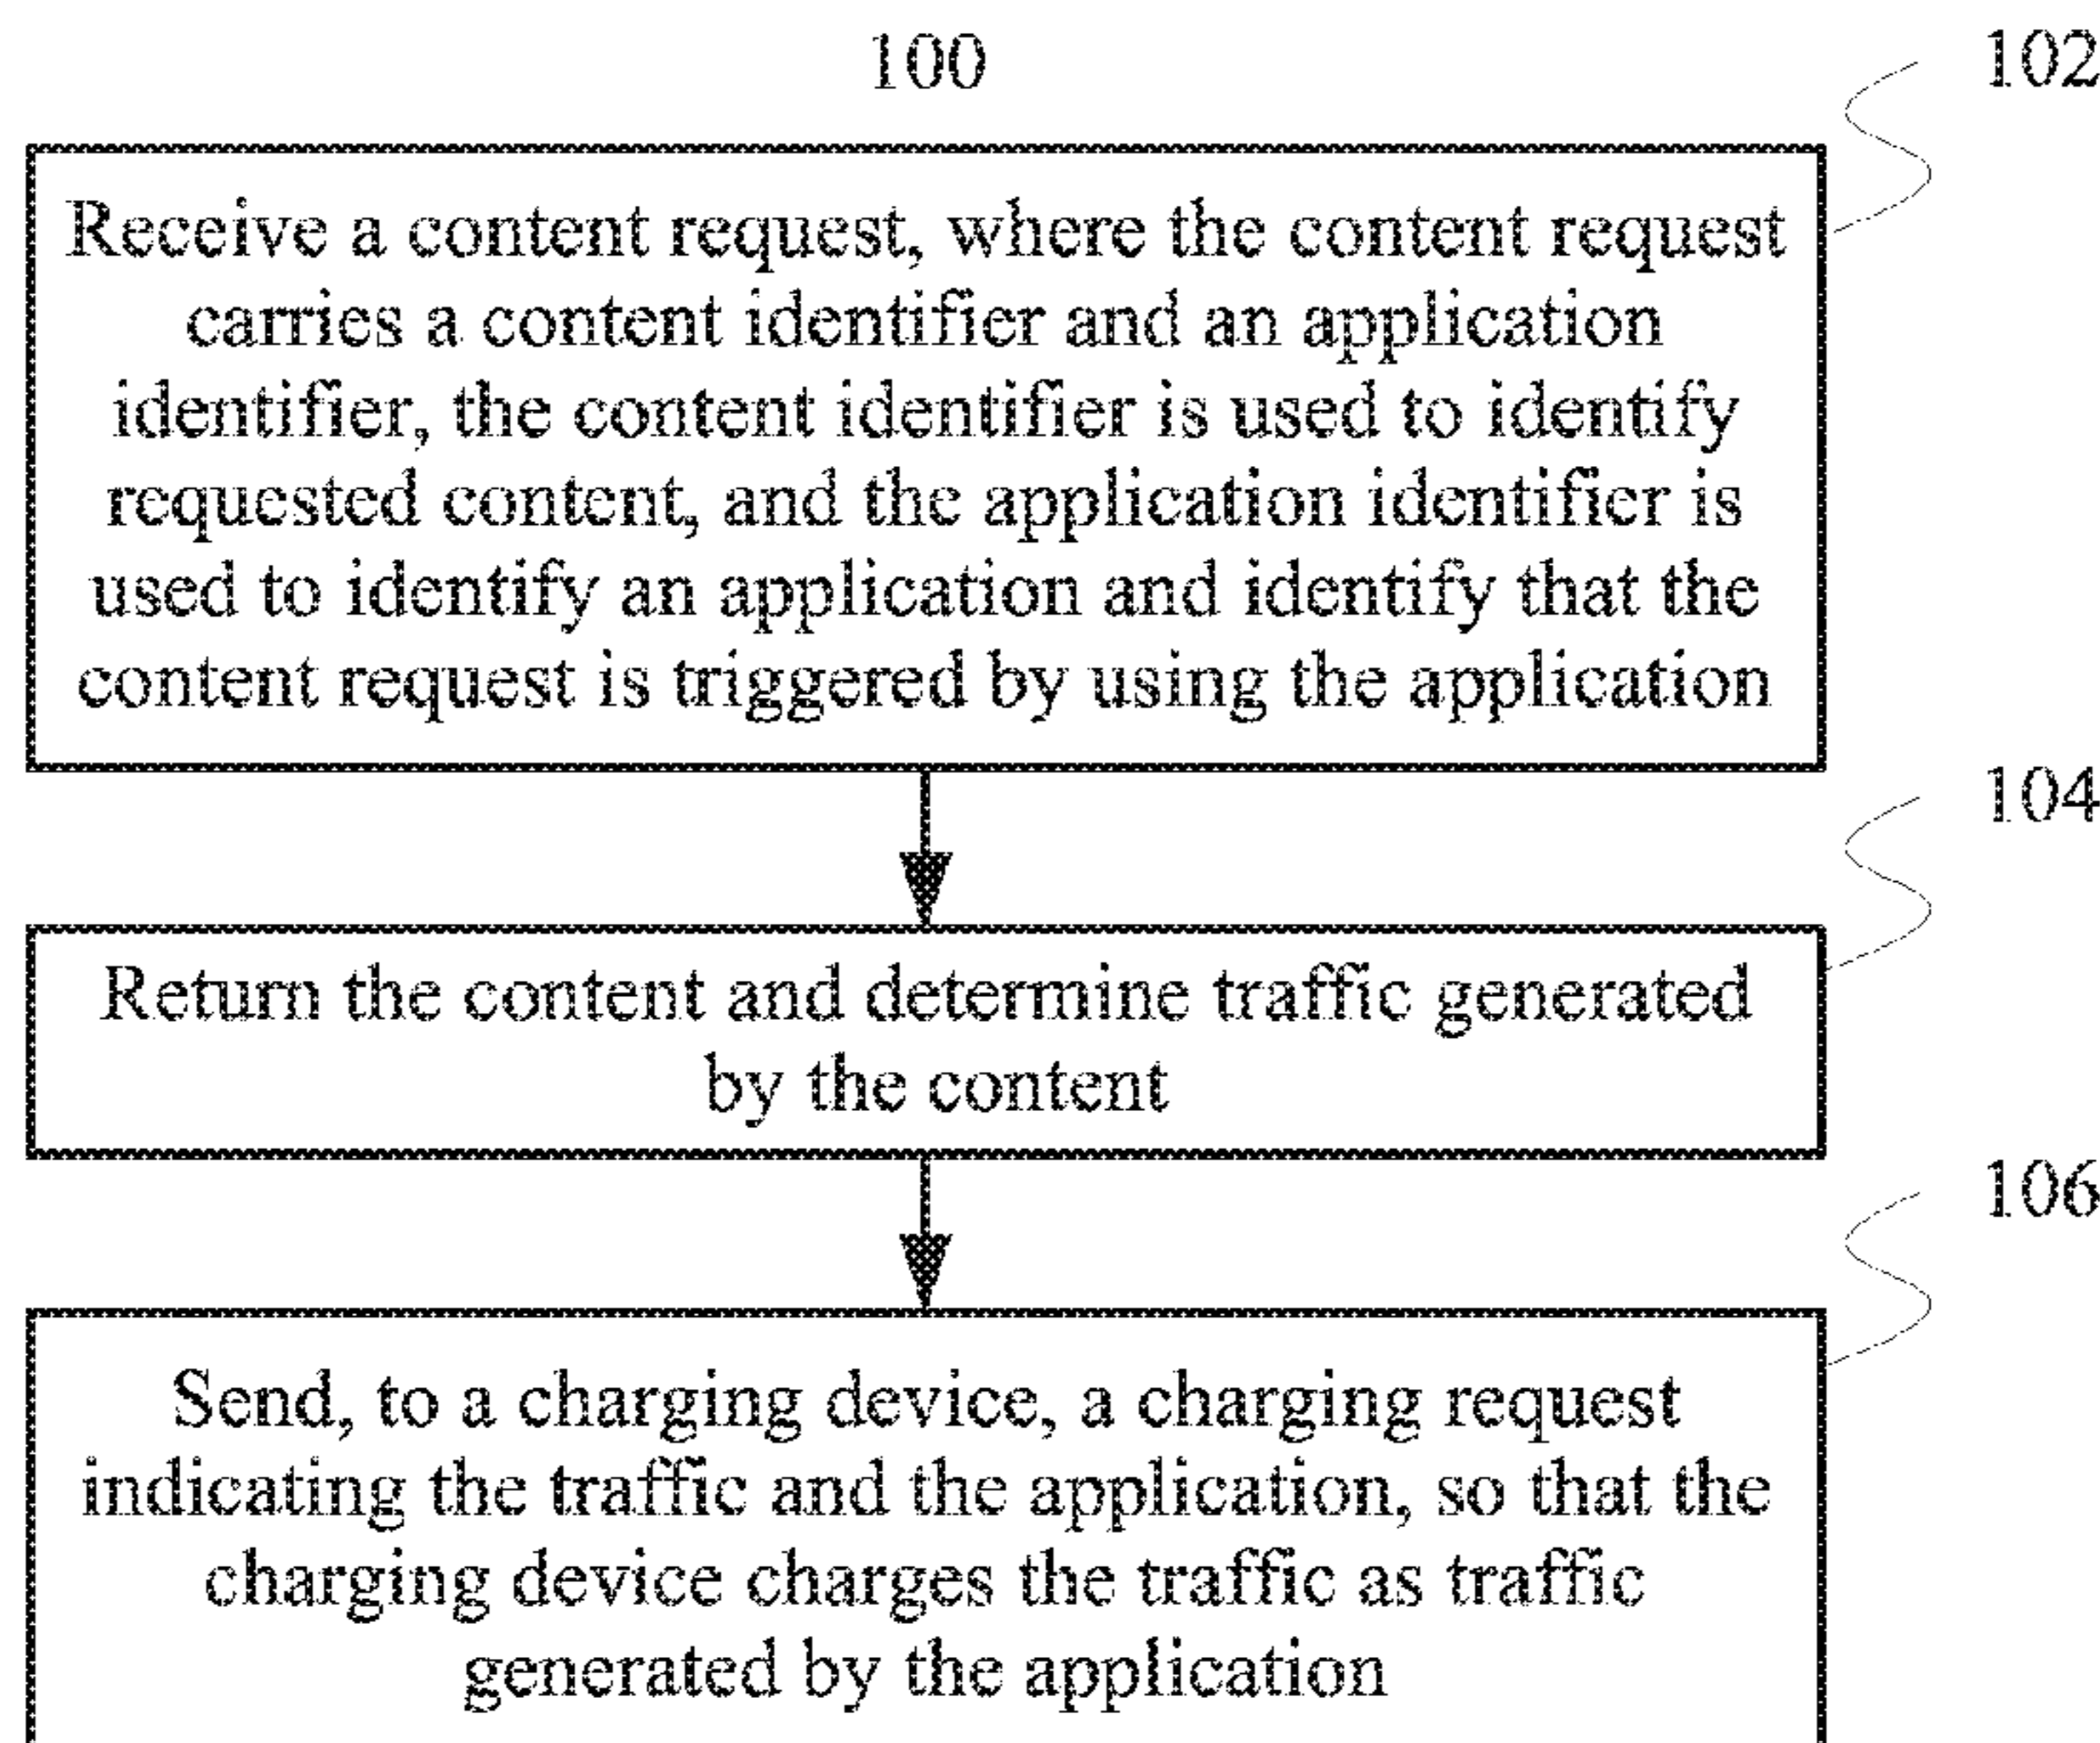 100
102
Receive a content request, where the content request
carries a content identifier and an application
identifier, the content identifier is used to identify
requested content, and the application identifier is
used to identify an application and identify that the
content request is triggered by using the application
104
Return the content and determine traffic generated
by the content
106
Send, to a charging device, a charging request
indicating the traffic and the application, so that the
charging device charges the traffic as traffic
generated by the application